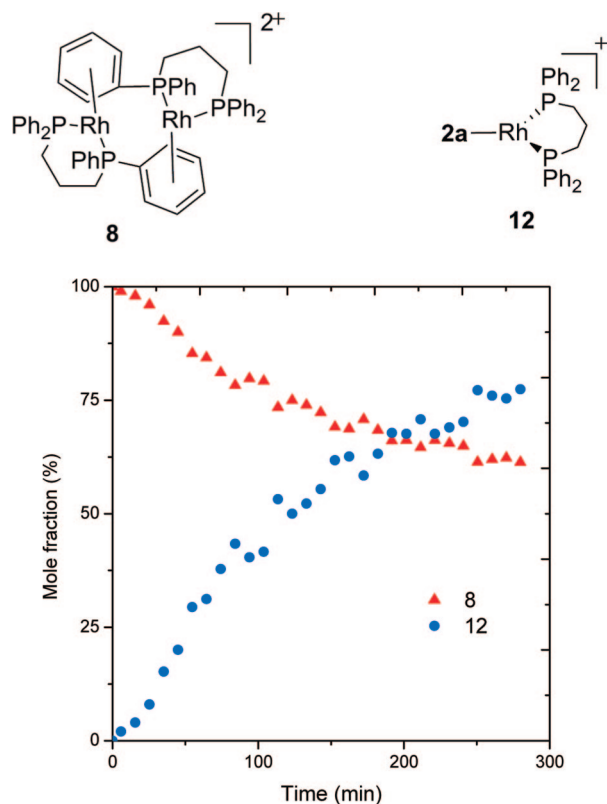 2+
PPh
Rh
Rh
PPh2
Ph2P
PhP
8
+
Ph2
P
2a—Rh
P
Ph2
12
100
75
50
25
0
Mole fraction (%)
8
12
0
100
200
300
Time (min)